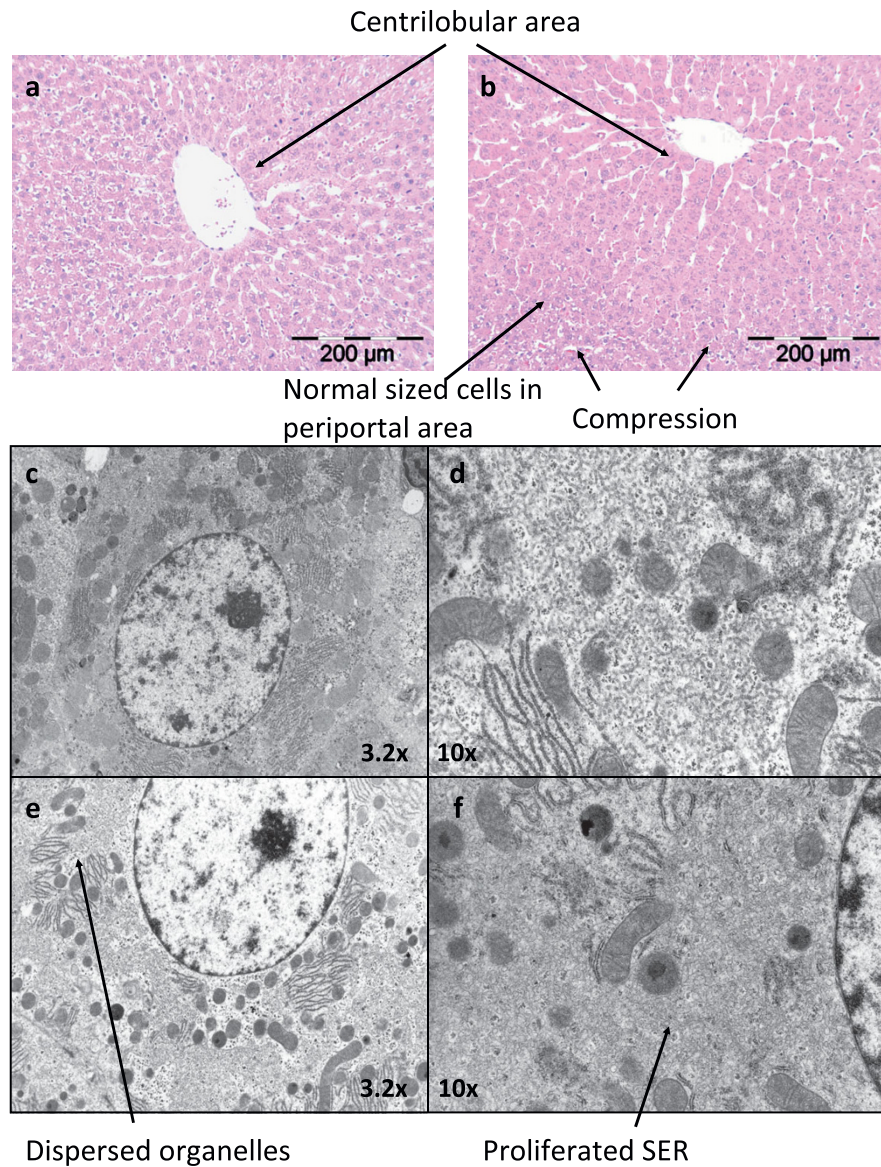 Centrilobular area
a
b
200 µm
200 µm
Normal sized cells in
periportal area
Compression
c
d
3.2x
10x
e
f
3.2x
10x
Dispersed organelles
Proliferated SER